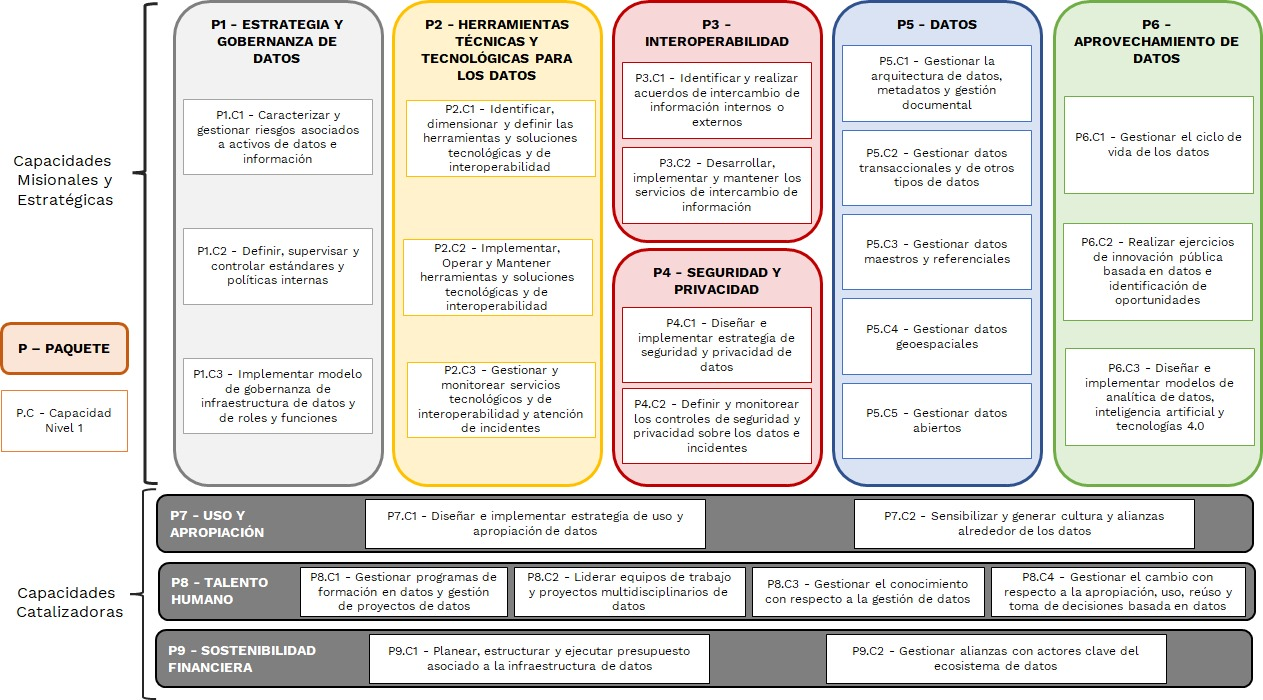 Capacidades
Misionales y
Estratégicas
P – PAQUETE
P.C - Capacidad
Nivel 1
P1 - ESTRATEGIA Y
GOBERNANZA DE
DATOS
P1.C1 - Caracterizar y
gestionar riesgos asociados
a activos de datos e
información
P1.C2 - Definir, supervisar y
controlar estándares y
políticas internas
P1.C3 - Implementar modelo
de gobernanza de
infraestructura de datos y
de roles y funciones
P2 - HERRAMIENTAS
TÉCNICAS Y
TECNOLÓGICAS PARA
LOS DATOS
P2.C1 - Identificar,
dimensionar y definir las
herramientas y soluciones
tecnológicas y de
interoperabilidad
P2.C2 - Implementar,
Operar y Mantener
herramientas y soluciones
tecnológicas y de
interoperabilidad
P2.C3 - Gestionar y
monitorear servicios
tecnológicos y de
interoperabilidad y atención
de incidentes
P3 -
INTEROPERABILIDAD
P3.C1 - Identificar y realizar
acuerdos de intercambio de
información internos o
externos
P3.C2 - Desarrollar,
implementar y mantener los
servicios de intercambio de
información
P4 - SEGURIDAD Y
PRIVACIDAD
P4.C1 - Diseñar e
implementar estrategia de
seguridad y privacidad de
datos
P4.C2 - Definir y monitorear
los controles de seguridad y
privacidad sobre los datos e
incidentes
P5 - DATOS
P5.C1 - Gestionar la
arquitectura de datos,
metadatos y gestión
documental
P5.C2 - Gestionar datos
transaccionales y de otros
tipos de datos
P5.C3 - Gestionar datos
maestros y referenciales
P5.C4 - Gestionar datos
geoespaciales
P5.C5 - Gestionar datos
abiertos
P6 -
APROVECHAMIENTO DE
DATOS
P6.C1 - Gestionar el ciclo de
vida de los datos
P6.C2 - Realizar ejercicios
de innovación pública
basada en datos e
identificación de
oportunidades
P6.C3 - Diseñar e
implementar modelos de
analítica de datos,
inteligencia artificial y
tecnologías 4.0
Capacidades
Catalizadoras
P7 - USO Y
APROPIACIÓN
P7.C1 - Diseñar e implementar estrategia de uso y
apropiación de datos
P7.C2 - Sensibilizar y generar cultura y alianzas
alrededor de los datos
P8 - TALENTO
HUMANO
P8.C1 - Gestionar programas de
formación en datos y gestión
de proyectos de datos
P8.C2 - Liderar equipos de trabajo
y proyectos multidisciplinarios de
datos
P8.C3 - Gestionar el conocimiento
con respecto a la gestión de datos
P8.C4 - Gestionar el cambio con
respecto a la apropiación, uso, reúso y
toma de decisiones basada en datos
P9 - SOSTENIBILIDAD
FINANCIERA
P9.C1 - Planear, estructurar y ejecutar presupuesto
asociado a la infraestructura de datos
P9.C2 - Gestionar alianzas con actores clave del
ecosistema de datos